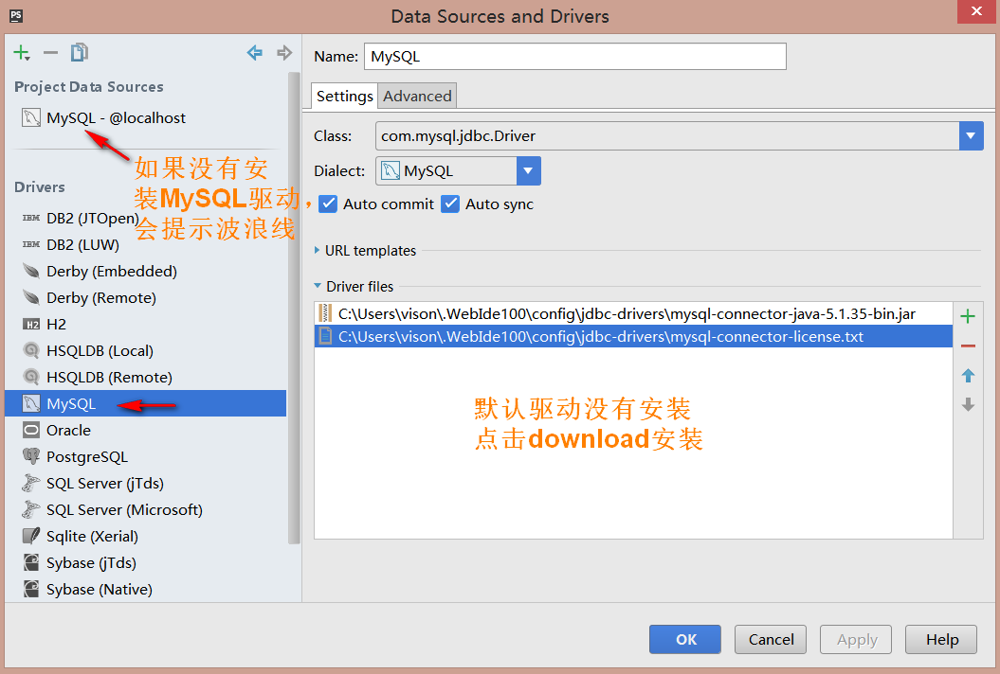 PS
Data Sources and Drivers
Project Data Sources
MySQL - @localhost
如果没有安
装MySQL驱动，
会提示波浪线
Drivers
IBM DB2 (JTOpen)
IBM DB2 (LUW)
Derby (Embedded)
Derby (Remote)
H2 H2
HSQLDB (Local)
HSQLDB (Remote)
MySQL
Oracle
PostgreSQL
SQL Server (jTds)
SQL Server (Microsoft)
Sqlite (Xerial)
Sybase (jTds)
Sybase (Native)
Name: MySQL
Settings Advanced
Class: com.mysql.jdbc.Driver
Dialect: MySQL
Auto commit Auto sync
URL templates
Driver files
C:\Users\vison\.WebIde100\config\jdbc-drivers\mysql-connector-java-5.1.35-bin.jar
C:\Users\vison\.WebIde100\config\jdbc-drivers\mysql-connector-license.txt
默认驱动没有安装
点击download安装
OK Cancel Apply Help